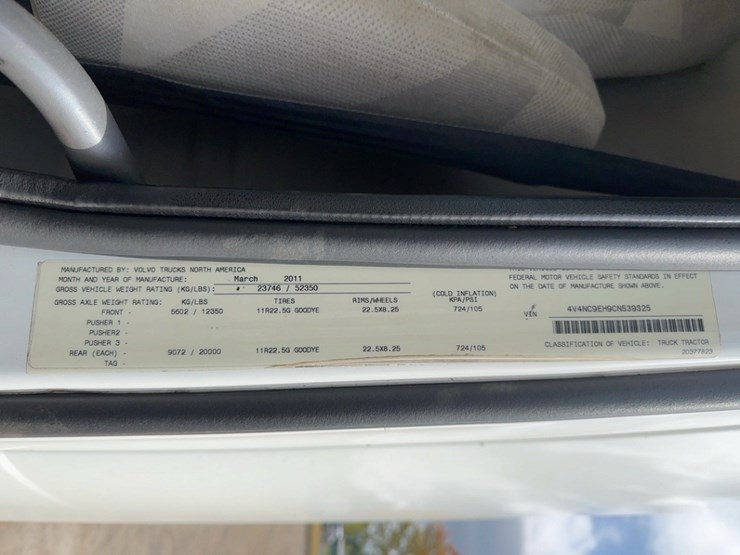 MANUFACTURED BY: VOLVO TRUCKS NORTH AMERICA
MONTH AND YEAR OF MANUFACTURE: March 2011
GROSS VEHICLE WEIGHT RATING (KG/LBS): 23746 / 52350
GROSS AXLE WEIGHT RATING: KG/LBS TIRES RIMS/WHEELS (COLD INFLATION) KPA/PSI
FRONT - 5602 / 12350 11R22.5G GOODYE 22.5X8.25 724/105
PUSHER 1 -
PUSHER2 -
PUSHER 3 -
REAR (EACH) - 9072 / 20000 11R22.5G GOODYE 22.5X8.25 724/105
TAG -
FEDERAL MOTOR VEHICLE SAFETY STANDARDS IN EFFECT
ON THE DATE OF MANUFACTURE SHOWN ABOVE.
VIN 4V4NC9EH9CN539325
CLASSIFICATION OF VEHICLE: TRUCK TRACTOR
20377823